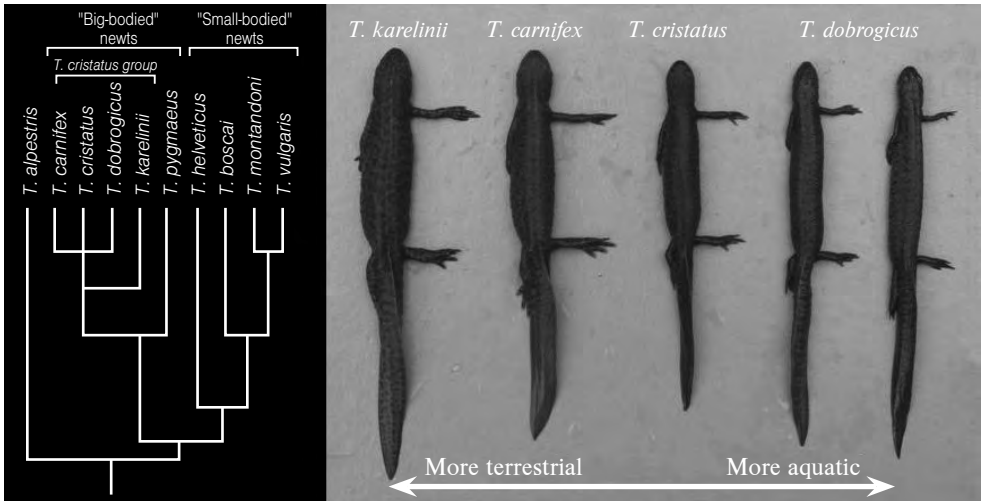 "Big-bodied" newts
"Small-bodied" newts
T. cristatus group
T. alpestris
T. carnifex
T. cristatus
T. dobrogicus
T. karelinii
T. pygmaeus
T. helveticus
T. boscai
T. montandoni
T. vulgaris
T. karelinii T. carnifex T. cristatus T. dobrogicus
More terrestrial More aquatic